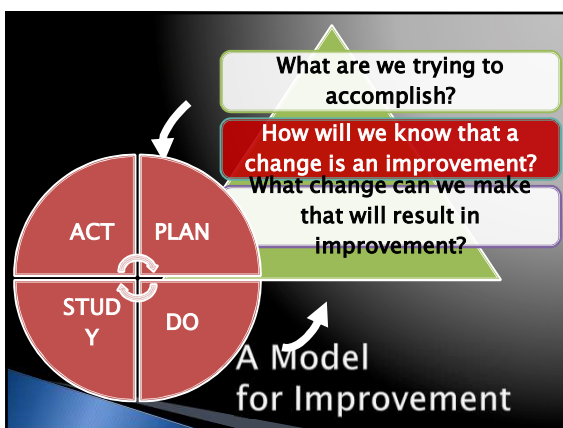 What are we trying to
accomplish?
How will we know that a
change is an improvement?
What change can we make
that will result in
improvement?
ACT
PLAN
STUD
Y
DO
A Model
for Improvement